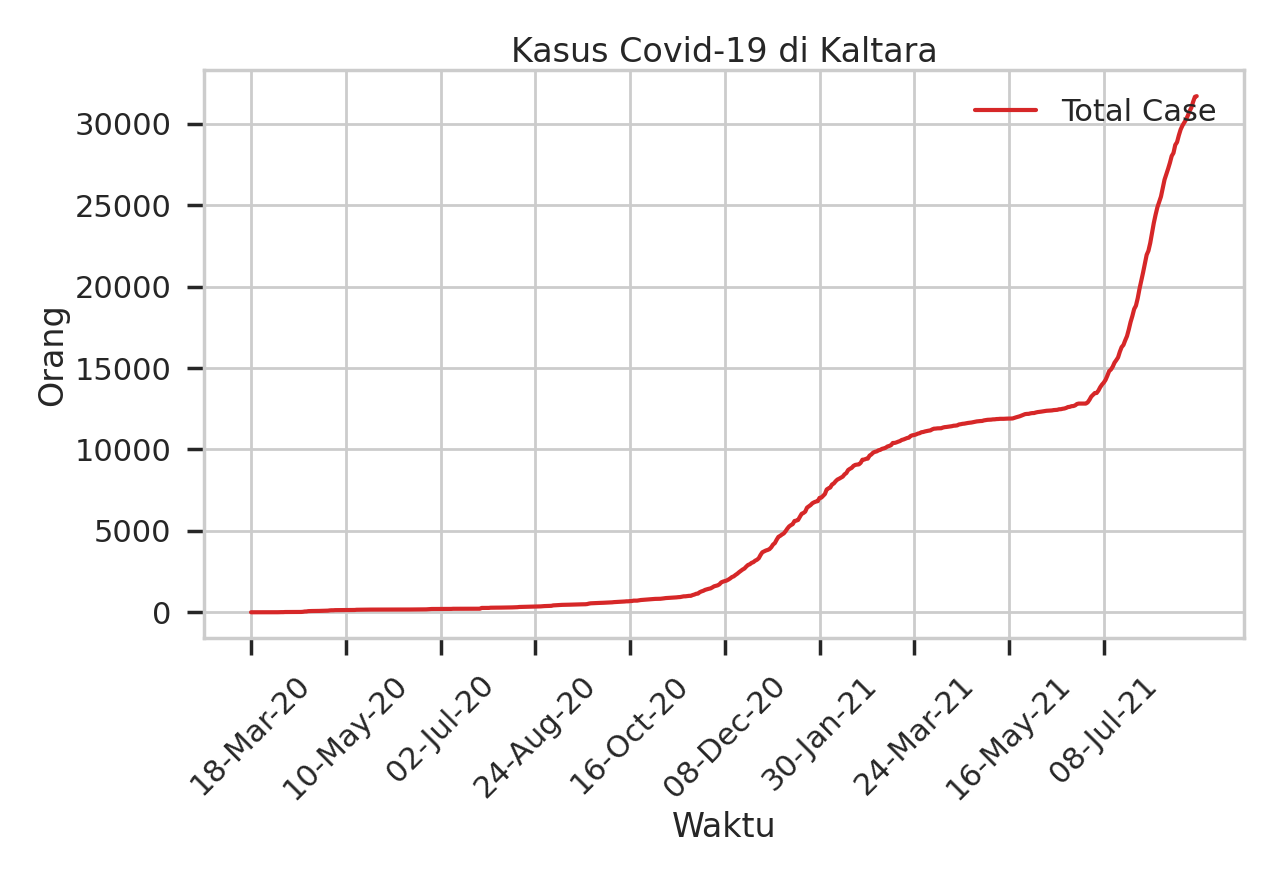 Kasus Covid-19 di Kaltara
Total Case
30000
25000
20000
15000
10000
5000
0
Orang
18-Mar-20
10-May-20
02-Jul-20
24-Aug-20
16-Oct-20
08-Dec-20
30-Jan-21
24-Mar-21
16-May-21
08-Jul-21
Waktu